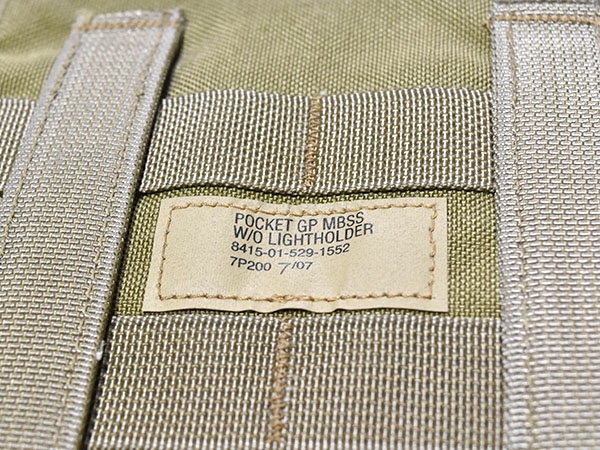 POCKET GP MBSS
W/O LIGHTHOLDER
8415-01-529-1552
7P200 7/07